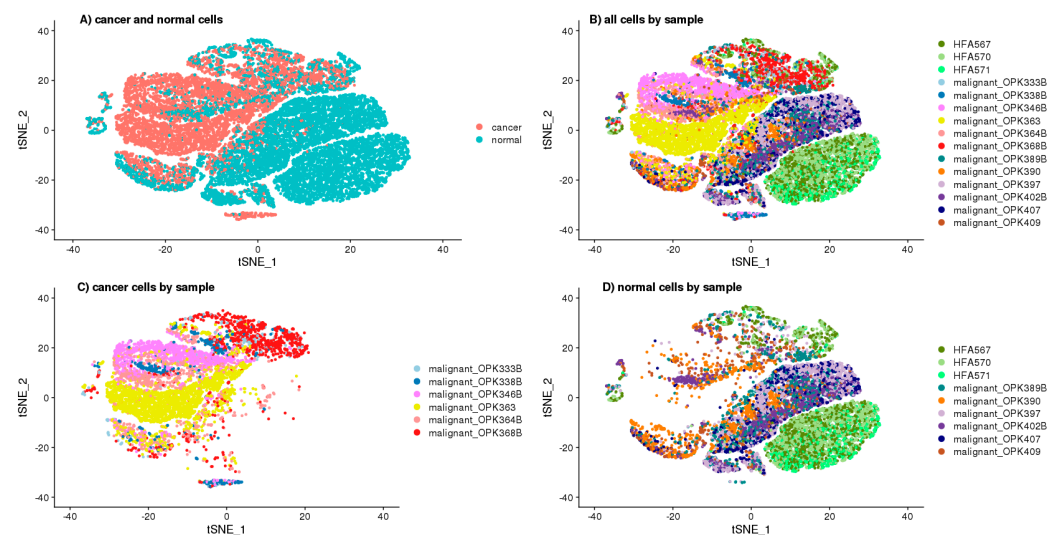 A) cancer and normal cells
40
20
0
-20
-40
tSNE_2
-40 -20 0 20 40
tSNE_1
cancer
normal
B) all cells by sample
40
20
0
-20
-40
tSNE_2
-40 -20 0 20 40
tSNE_1
HFA567
HFA570
HFA571
malignant_OPK333B
malignant_OPK338B
malignant_OPK346B
malignant_OPK363
malignant_OPK364B
malignant_OPK368B
malignant_OPK389B
malignant_OPK390
malignant_OPK397
malignant_OPK402B
malignant_OPK407
malignant_OPK409
C) cancer cells by sample
40
20
0
-20
-40
tSNE_2
-40 -20 0 20 40
tSNE_1
malignant_OPK333B
malignant_OPK338B
malignant_OPK346B
malignant_OPK363
malignant_OPK364B
malignant_OPK368B
D) normal cells by sample
40
20
0
-20
-40
tSNE_2
-40 -20 0 20 40
tSNE_1
HFA567
HFA570
HFA571
malignant_OPK389B
malignant_OPK390
malignant_OPK397
malignant_OPK402B
malignant_OPK407
malignant_OPK409